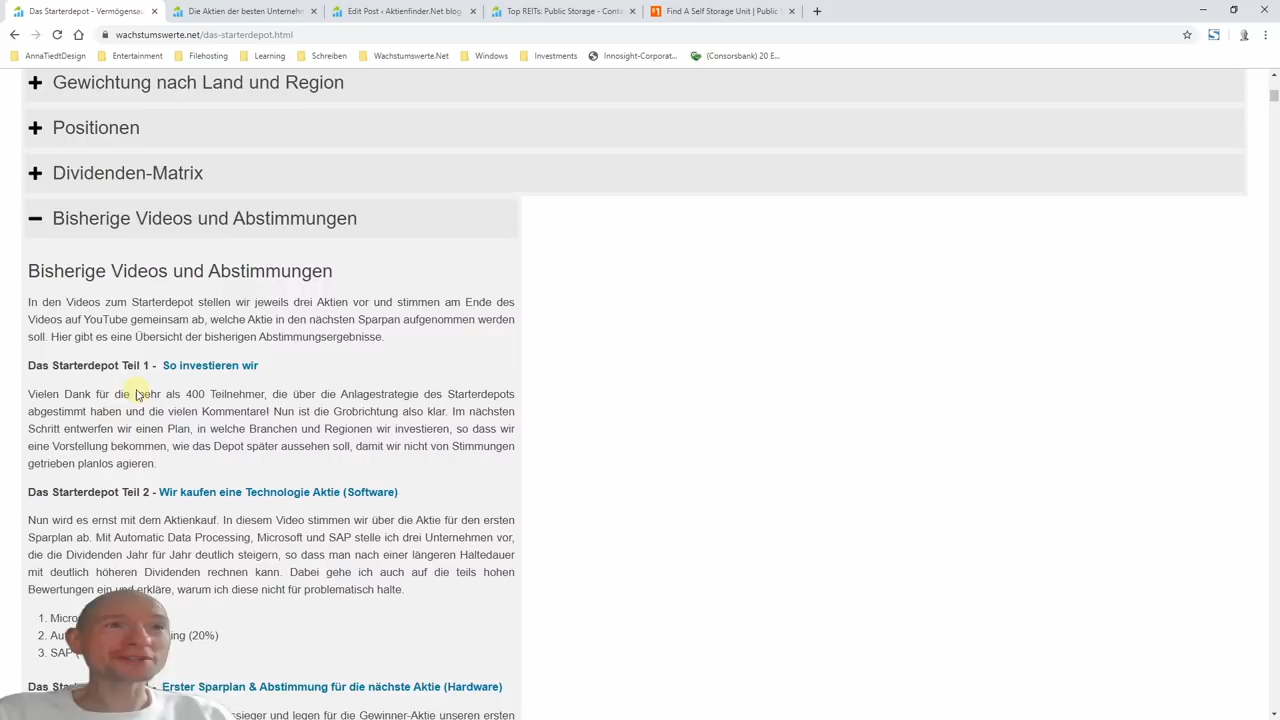 Das Starterdepot - Vermögensau
Die Aktien der besten Unterneh
Edit Post ‹ Aktienfinder.Net blog
Top REITs: Public Storage - Conta
Find A Self Storage Unit | Public S
wachstumswerte.net/das-starterdepot.html
AnnaTiedtDesign
Entertainment
Filehosting
Learning
Schreiben
Wachstumswerte.Net
Windows
Investments
Innosight-Corporat...
(Consorsbank) 20 E...
Gewichtung nach Land und Region
Positionen
Dividenden-Matrix
Bisherige Videos und Abstimmungen
Bisherige Videos und Abstimmungen
In den Videos zum Starterdepot stellen wir jeweils drei Aktien vor und stimmen am Ende des
Videos auf YouTube gemeinsam ab, welche Aktie in den nächsten Sparpan aufgenommen werden
soll. Hier gibt es eine Übersicht der bisherigen Abstimmungsergebnisse.
Das Starterdepot Teil 1 - So investieren wir
Vielen Dank für die mehr als 400 Teilnehmer, die über die Anlagestrategie des Starterdepots
abgestimmt haben und die vielen Kommentare! Nun ist die Grobrichtung also klar. Im nächsten
Schritt entwerfen wir einen Plan, in welche Branchen und Regionen wir investieren, so dass wir
eine Vorstellung bekommen, wie das Depot später aussehen soll, damit wir nicht von Stimmungen
getrieben planlos agieren.
Das Starterdepot Teil 2 - Wir kaufen eine Technologie Aktie (Software)
Nun wird es ernst mit dem Aktienkauf. In diesem Video stimmen wir über die Aktie für den ersten
Sparplan ab. Mit Automatic Data Processing, Microsoft und SAP stelle ich drei Unternehmen vor,
die die Dividenden Jahr für Jahr deutlich steigern, so dass man nach einer längeren Haltedauer
mit deutlich höheren Dividenden rechnen kann. Dabei gehe ich auch auf die teils hohen
Bewertungen ein und erkläre, warum ich diese nicht für problematisch halte.
1. Micro
2. Aut ing (20%)
3. SAP
Das Sta Erster Sparplan & Abstimmung für die nächste Aktie (Hardware)
ssieger und legen für die Gewinner-Aktie unseren ersten